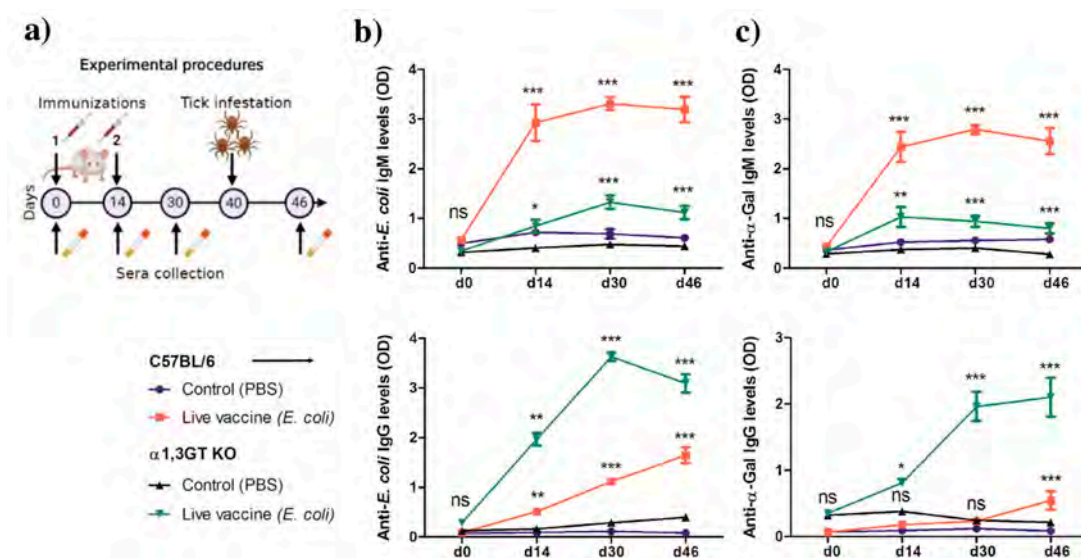 a)
Experimental procedures
Immunizations
Tick infestation
1
2
Days
0
14
30
40
46
Sera collection
C57BL/6
Control (PBS)
Live vaccine (E. coli)
α1,3GT KO
Control (PBS)
Live vaccine (E. coli)
b)
Anti-E. coli IgM levels (OD)
4
3
2
1
0
ns
***
***
***
*
***
***
d0
d14
d30
d46
Anti-E. coli IgG levels (OD)
4
3
2
1
0
ns
**
***
***
**
***
***
d0
d14
d30
d46
c)
Anti-α-Gal IgM levels (OD)
4
3
2
1
0
ns
***
***
***
**
***
***
d0
d14
d30
d46
Anti-α-Gal IgG levels (OD)
3
2
1
0
ns
*
***
***
ns
ns
***
d0
d14
d30
d46